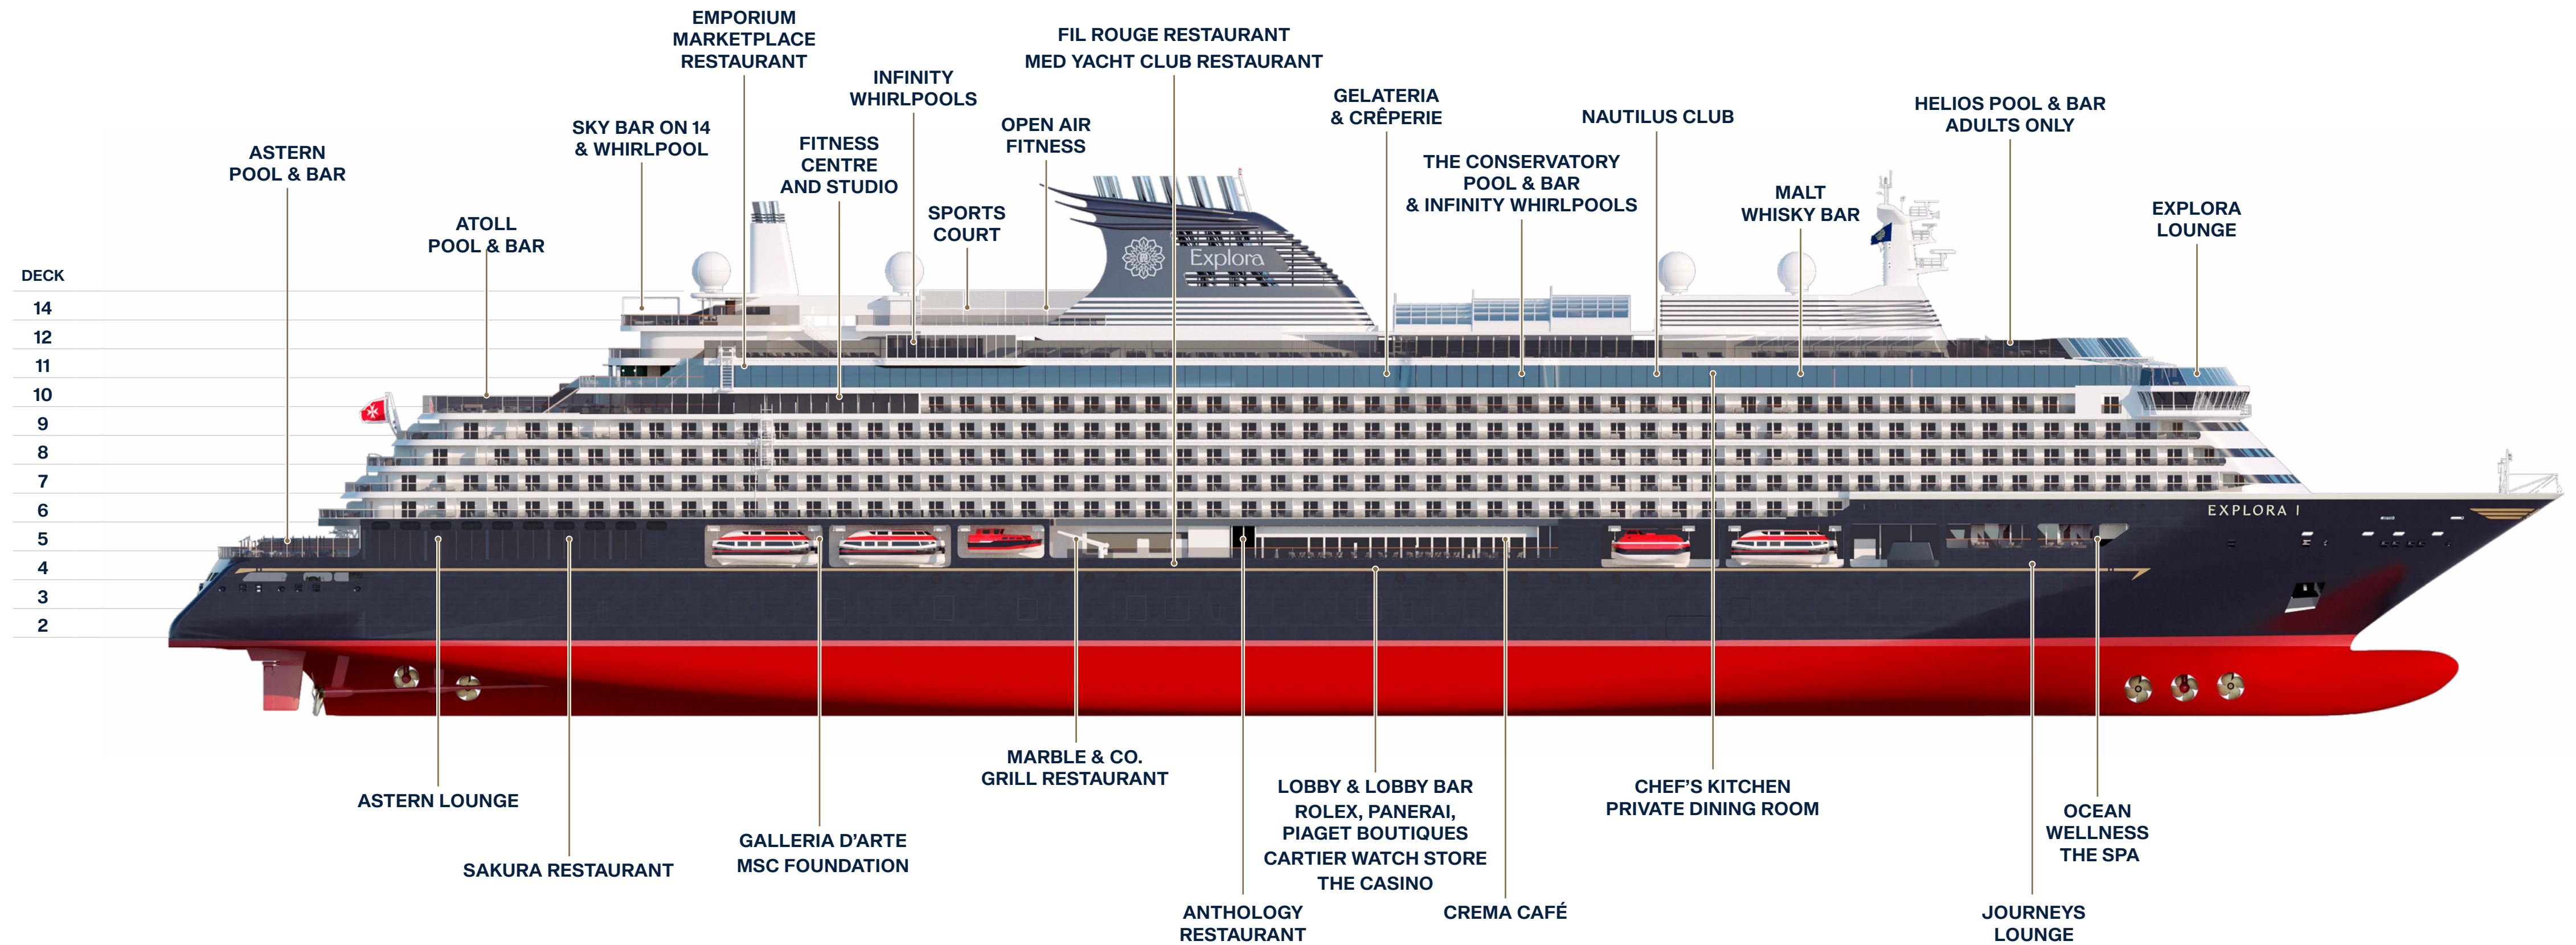 EMPORIUM
MARKETPLACE
RESTAURANT
FIL ROUGE RESTAURANT
MED YACHT CLUB RESTAURANT
INFINITY
WHIRLPOOLS
GELATERIA
& CRÊPERIE
HELIOS POOL & BAR
ADULTS ONLY
NAUTILUS CLUB
SKY BAR ON 14
& WHIRLPOOL
OPEN AIR
FITNESS
FITNESS
CENTRE
AND STUDIO
ASTERN
POOL & BAR
THE CONSERVATORY
POOL & BAR
& INFINITY WHIRLPOOLS
MALT
WHISKY BAR
SPORTS
COURT
EXPLORA
LOUNGE
ATOLL
POOL & BAR
Explora
DECK
14
12
11
10
9
8
7
6
5
4
3
2
EXPLORA I
MARBLE & CO.
GRILL RESTAURANT
ASTERN LOUNGE
LOBBY & LOBBY BAR
ROLEX, PANERAI,
PIAGET BOUTIQUES
CARTIER WATCH STORE
THE CASINO
CHEF’S KITCHEN
PRIVATE DINING ROOM
OCEAN
WELLNESS
THE SPA
GALLERIA D’ARTE
MSC FOUNDATION
SAKURA RESTAURANT
ANTHOLOGY
RESTAURANT
CREMA CAFÉ
JOURNEYS
LOUNGE